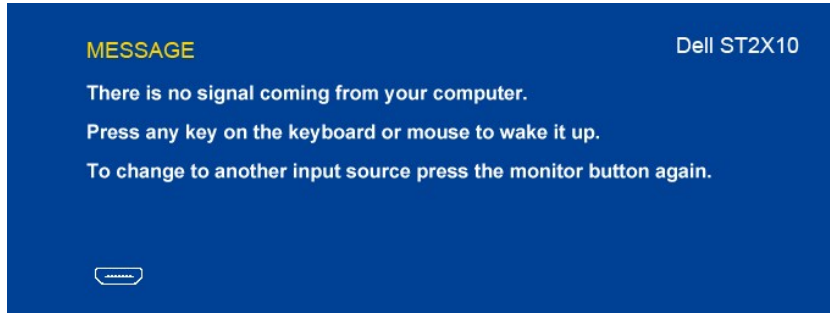 MESSAGE
Dell ST2X10
There is no signal coming from your computer.
Press any key on the keyboard or mouse to wake it up.
To change to another input source press the monitor button again.